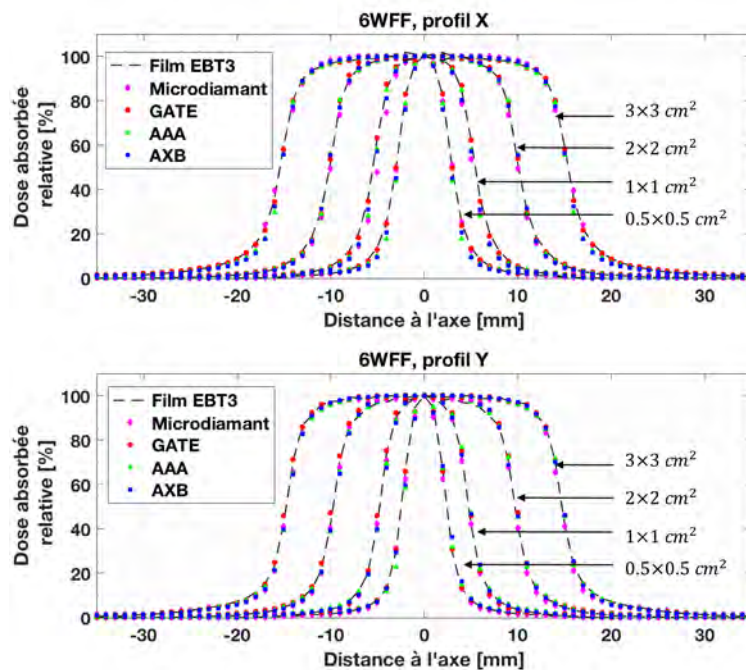 6WFF, profil X
Dose absorbée
relative [%]
100
80
60
40
20
0
Film EBT3
Microdiamant
GATE
AAA
AXB
3×3 cm²
2×2 cm²
1×1 cm²
0.5×0.5 cm²
-30 -20 -10 0 10 20 30
Distance à l'axe [mm]
6WFF, profil Y
Dose absorbée
relative [%]
100
80
60
40
20
0
Film EBT3
Microdiamant
GATE
AAA
AXB
3×3 cm²
2×2 cm²
1×1 cm²
0.5×0.5 cm²
-30 -20 -10 0 10 20 30
Distance à l'axe [mm]